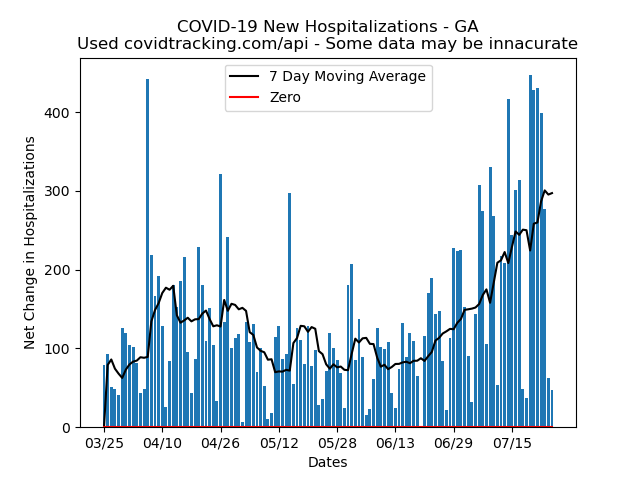 COVID-19 New Hospitalizations - GA
Used covidtracking.com/api - Some data may be innacurate
7 Day Moving Average
Zero
Net Change in Hospitalizations
400
300
200
100
0
03/25 04/10 04/26 05/12 05/28 06/13 06/29 07/15
Dates